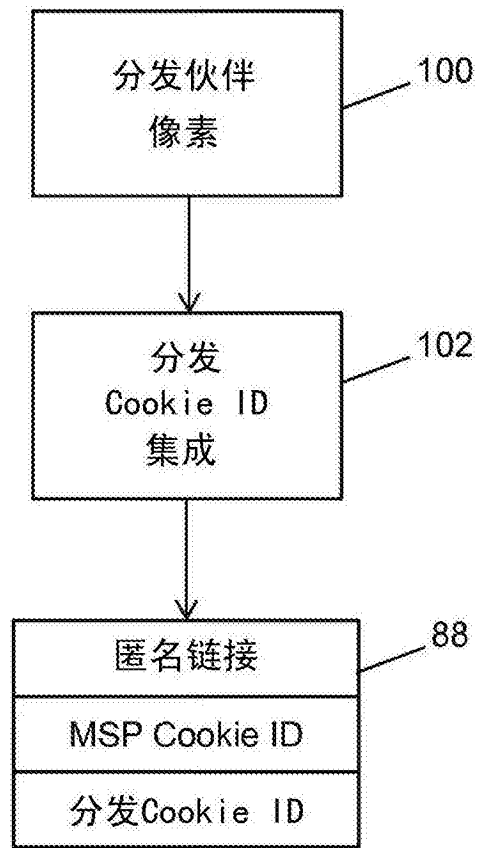 分发伙伴
像素
100
分发
Cookie ID
集成
102
匿名链接
88
MSP Cookie ID
分发Cookie ID